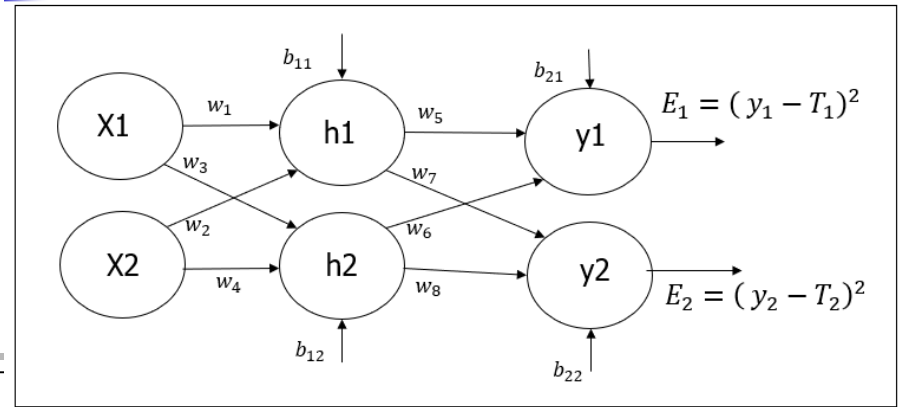 b₁₁
b₂₁
E₁ = ( y₁ − T₁)²
X1
w₁
h1
w₅
y1
w₃
w₇
w₂
w₆
X2
w₄
h2
w₈
y2
E₂ = ( y₂ − T₂)²
b₁₂
b₂₂